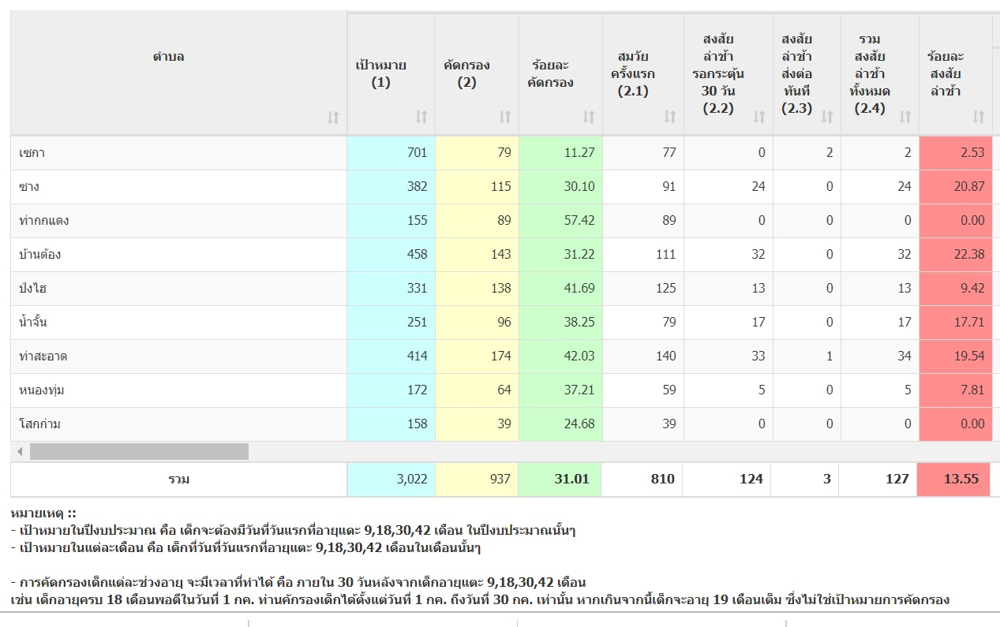 ตำบล เป้าหมาย (1) คัดกรอง (2) ร้อยละ คัดกรอง สมวัย ครั้งแรก (2.1) สงสัย ล่าช้า รอกระตุ้น 30 วัน (2.2) สงสัย ล่าช้า ส่งต่อ ทันที (2.3) รวม สงสัย ล่าช้า ทั้งหมด (2.4) ร้อยละ สงสัย ล่าช้า
เซกา 701 79 11.27 77 0 2 2 2.53
ซาง 382 115 30.10 91 24 0 24 20.87
ท่ากกแดง 155 89 57.42 89 0 0 0 0.00
บ้านต้อง 458 143 31.22 111 32 0 32 22.38
ป่งไฮ 331 138 41.69 125 13 0 13 9.42
น้ำจั้น 251 96 38.25 79 17 0 17 17.71
ท่าสะอาด 414 174 42.03 140 33 1 34 19.54
หนองทุ่ม 172 64 37.21 59 5 0 5 7.81
โสกก่าม 158 39 24.68 39 0 0 0 0.00
รวม 3,022 937 31.01 810 124 3 127 13.55
หมายเหตุ ::
- เป้าหมายในปีงบประมาณ คือ เด็กจะต้องมีวันที่วันแรกที่อายุแตะ 9,18,30,42 เดือน ในปีงบประมาณนั้นๆ
- เป้าหมายในแต่ละเดือน คือ เด็กที่วันที่วันแรกที่อายุแตะ 9,18,30,42 เดือนในเดือนนั้นๆ
- การคัดกรองเด็กแต่ละช่วงอายุ จะมีเวลาที่ทำได้ คือ ภายใน 30 วันหลังจากเด็กอายุแตะ 9,18,30,42 เดือน
เช่น เด็กอายุครบ 18 เดือนพอดีในวันที่ 1 กค. ท่านคักรองเด็กได้ตั้งแต่วันที่ 1 กค. ถึงวันที่ 30 กค. เท่านั้น หากเกินจากนี้เด็กจะอายุ 19 เดือนเต็ม ซึ่งไม่ใช่เป้าหมายการคัดกรอง